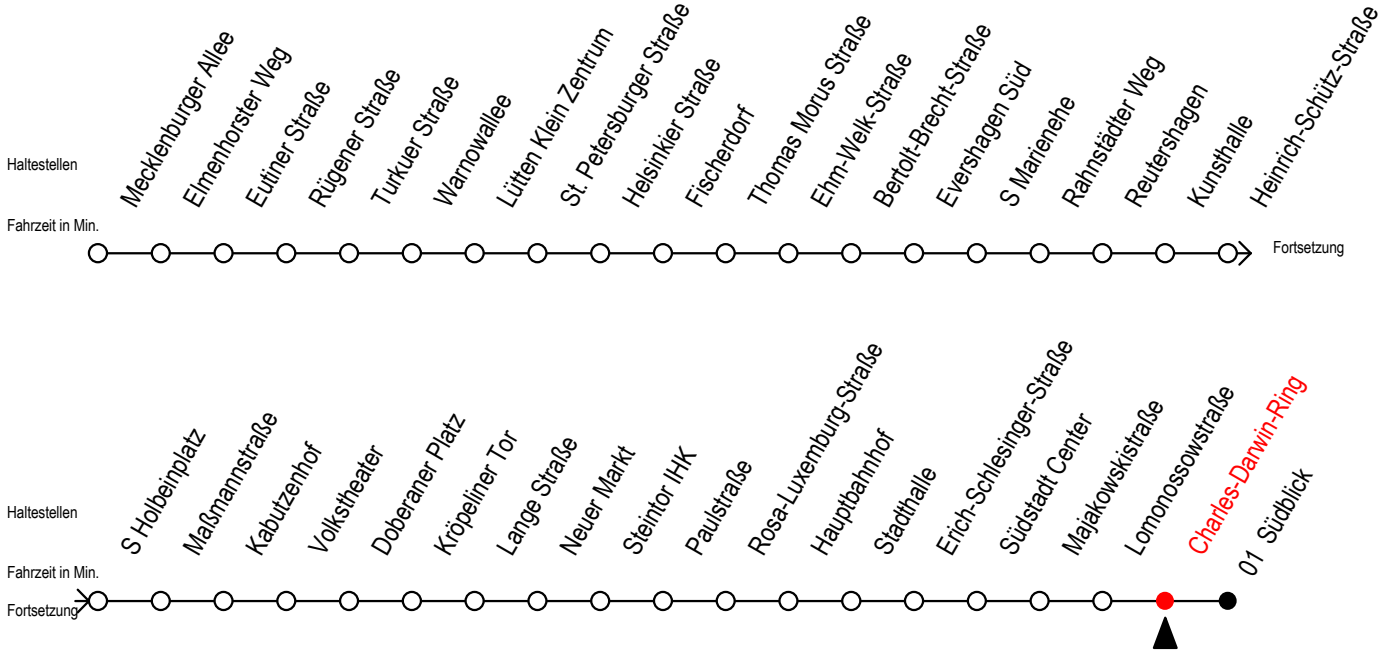 Haltestellen
Mecklenburger Allee
Elmenhorster Weg
Eutiner Straße
Rügener Straße
Turkuer Straße
Warnowallee
Lütten Klein Zentrum
St. Petersburger Straße
Helsinkier Straße
Fischerdorf
Thomas Morus Straße
Ehm-Welk-Straße
Bertolt-Brecht-Straße
Evershagen Süd
S Marienehe
Rahnstädter Weg
Reutershagen
Kunsthalle
Heinrich-Schütz-Straße
Fahrzeit in Min.
Fortsetzung
Haltestellen
S Holbeinplatz
Maßmannstraße
Kabutzenhof
Volkstheater
Doberaner Platz
Kröpeliner Tor
Lange Straße
Neuer Markt
Steintor IHK
Paulstraße
Rosa-Luxemburg-Straße
Hauptbahnhof
Stadthalle
Erich-Schlesinger-Straße
Südstadt Center
Majakowskistraße
Lomonossowstraße
Charles-Darwin-Ring
01 Südblick
Fahrzeit in Min.
Fortsetzung